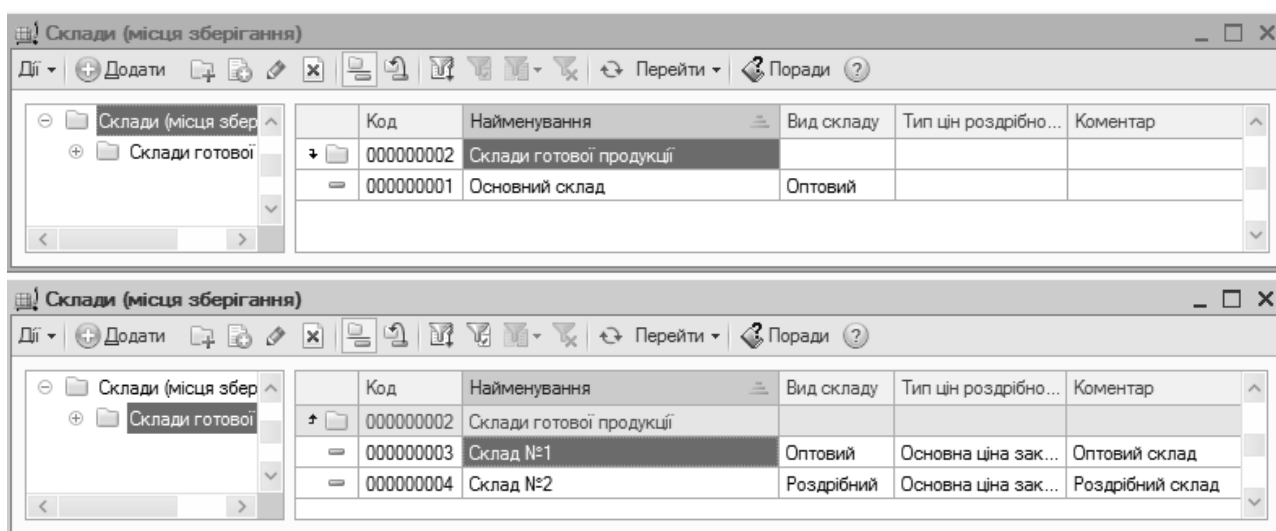 Склади (місця зберігання)
Дії Додати Перейти Поради
Склади (місця збер
Склади готової
Код Найменування Вид складу Тип цін роздрібно... Коментар
000000002 Склади готової продукції
000000001 Основний склад Оптовий
Склади (місця зберігання)
Дії Додати Перейти Поради
Склади (місця збер
Склади готової
Код Найменування Вид складу Тип цін роздрібно... Коментар
000000002 Склади готової продукції
000000003 Склад №1 Оптовий Основна ціна зак... Оптовий склад
000000004 Склад №2 Роздрібний Основна ціна зак... Роздрібний склад